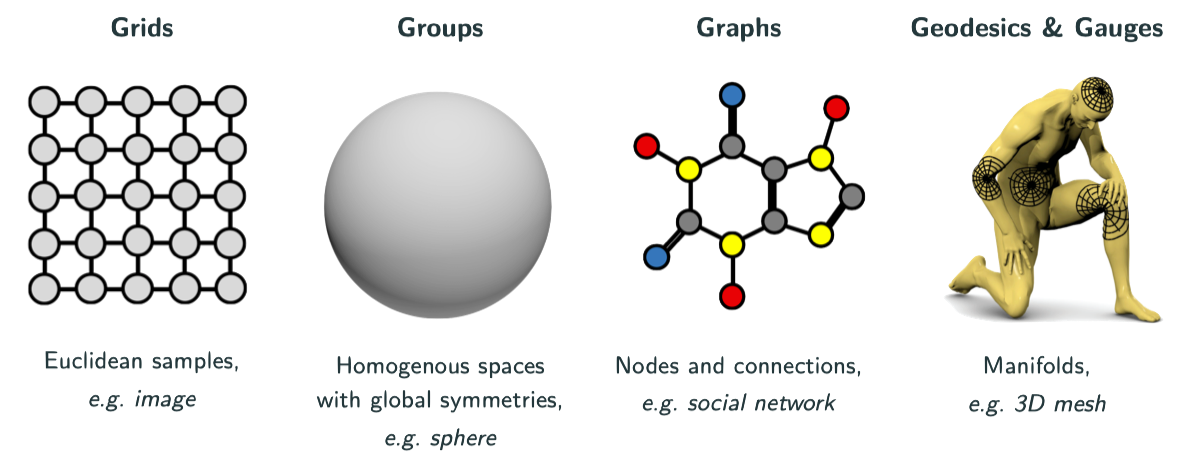 Grids
Groups
Graphs
Geodesics & Gauges
Euclidean samples,
e.g. image
Homogenous spaces
with global symmetries,
e.g. sphere
Nodes and connections,
e.g. social network
Manifolds,
e.g. 3D mesh